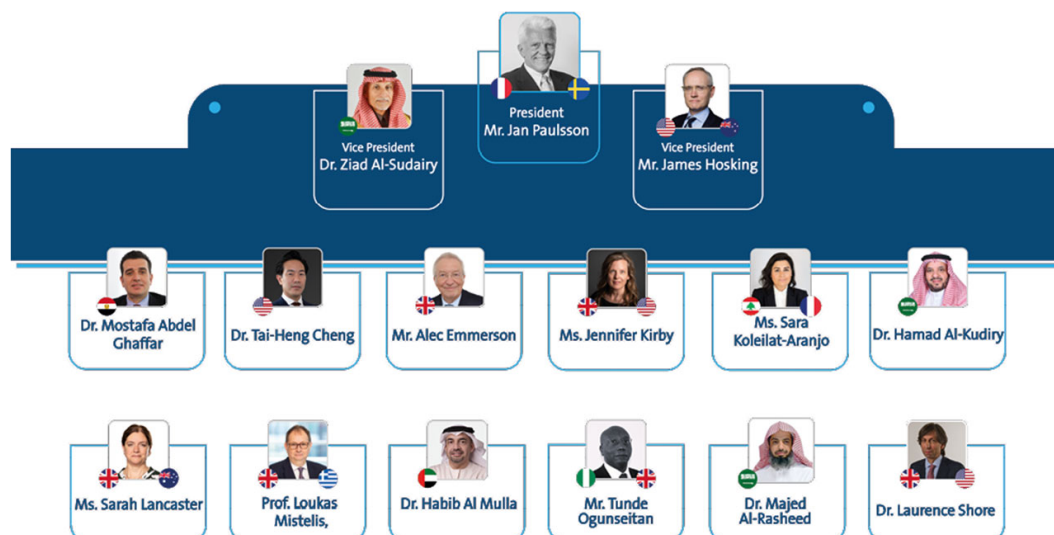 President
Mr. Jan Paulsson
Vice President
Dr. Ziad Al-Sudairy
Vice President
Mr. James Hosking
Dr. Mostafa Abdel
Ghaffar
Dr. Tai-Heng Cheng
Mr. Alec Emmerson
Ms. Jennifer Kirby
Ms. Sara
Koleilat-Aranjo
Dr. Hamad Al-Kudiry
Ms. Sarah Lancaster
Prof. Loukas
Mistelis,
Dr. Habib Al Mulla
Mr. Tunde
Ogunseitan
Dr. Majed
Al-Rasheed
Dr. Laurence Shore